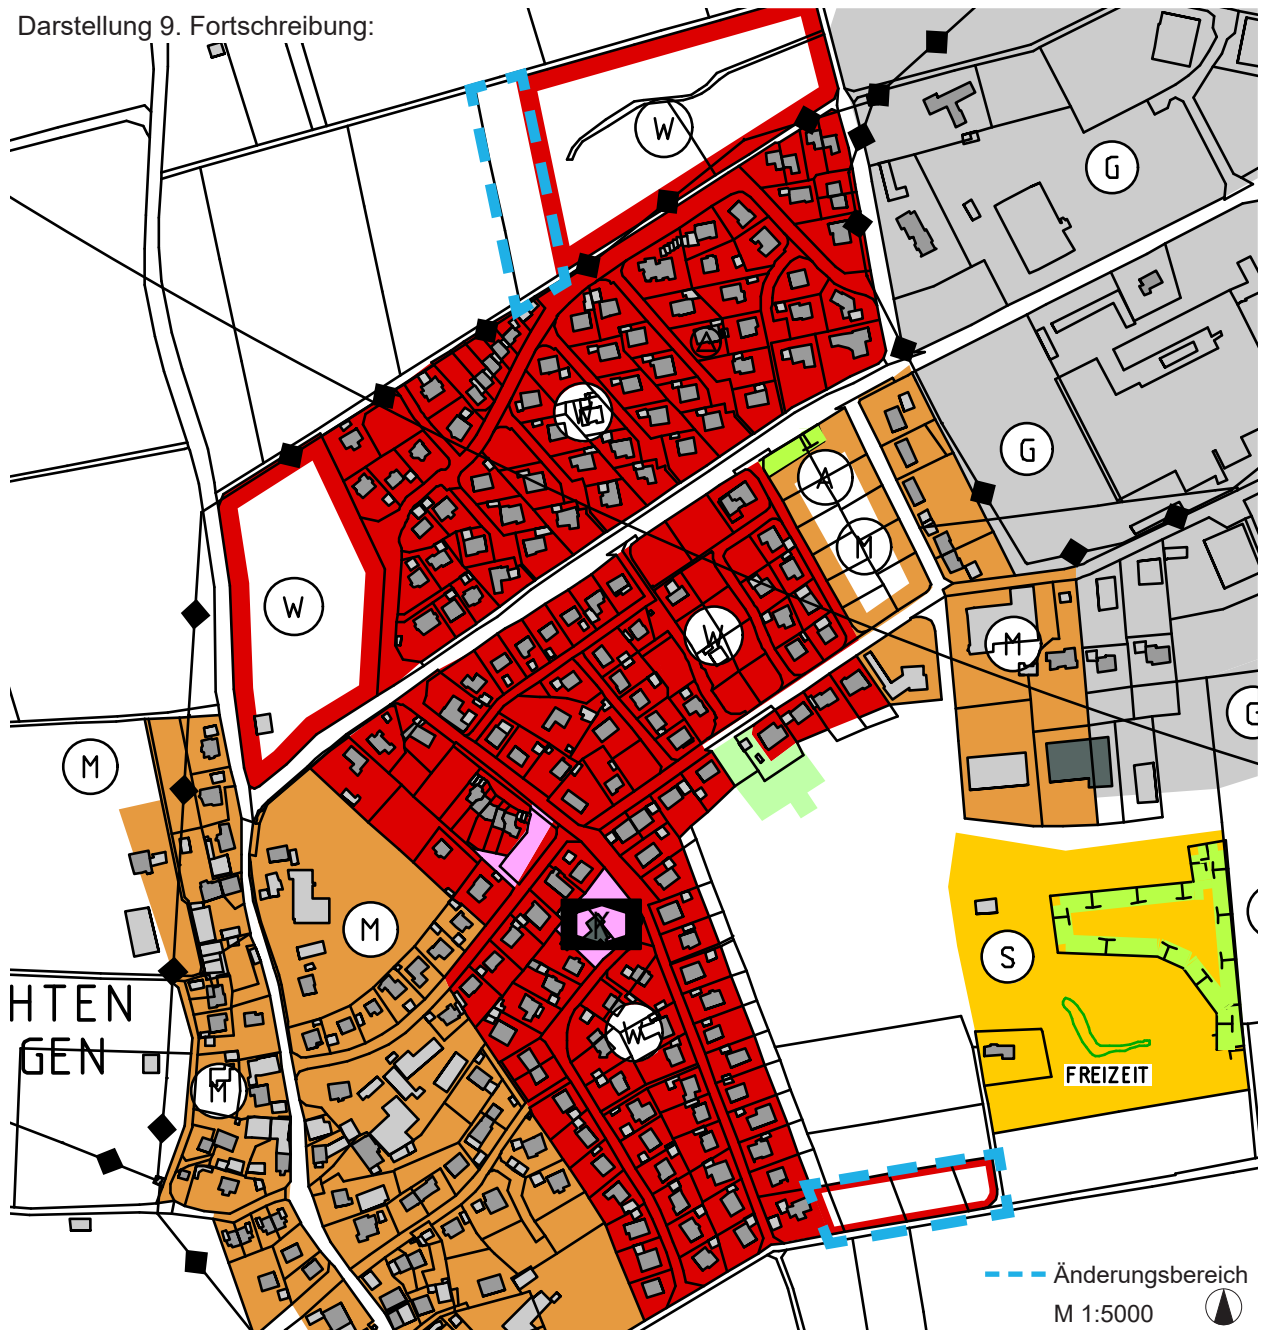 Darstellung 9. Fortschreibung:
W
G
A
W
G
A
M
W
W
M
M
G
M
M
K
S
W
HTEN
GEN
FREIZEIT
M
Änderungsbereich
M 1:5000